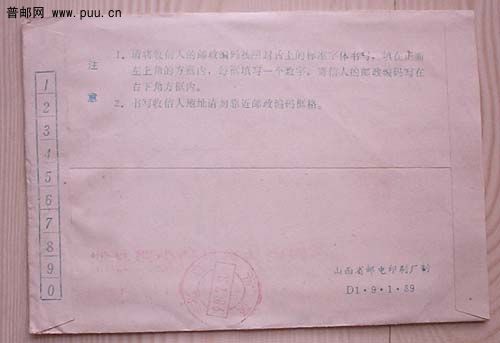 普邮网 www.puu.cn
注意
1. 请将收信人的邮政编码按照封舌上的标准字体书写，填在正面
左上角的方框内，每框填写一个数字，寄信人的邮政编码写在
右下角方框内。
2. 书写收信人地址请勿靠近邮政编码框格。
1
2
3
4
5
6
7
8
9
0
山西省邮电印刷厂制
D1·9·1·89